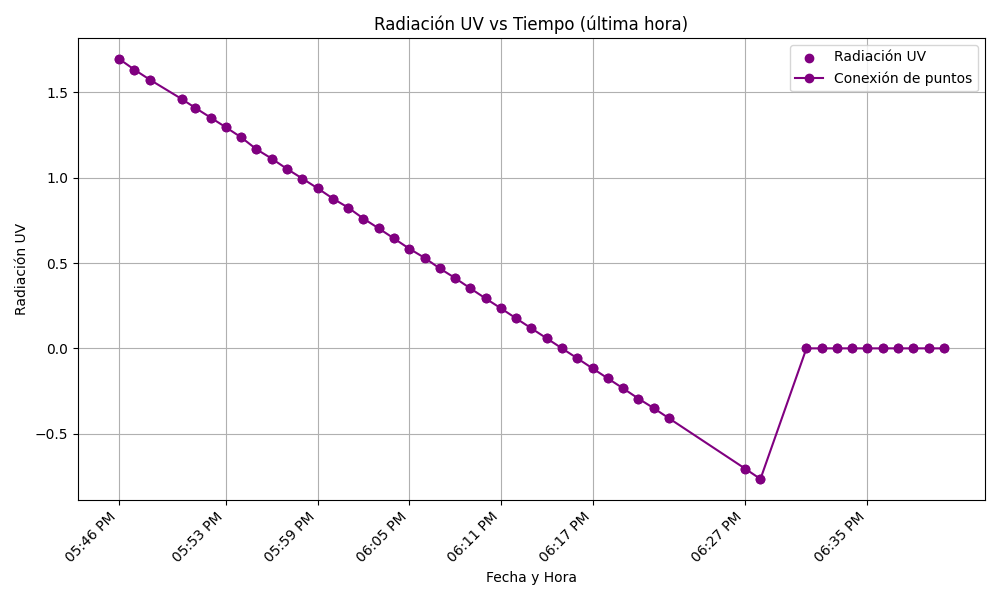 Radiación UV vs Tiempo (última hora)
Radiación UV
Conexión de puntos
Radiación UV
1.5
1.0
0.5
0.0
−0.5
05:46 PM
05:53 PM
05:59 PM
06:05 PM
06:11 PM
06:17 PM
06:27 PM
06:35 PM
Fecha y Hora